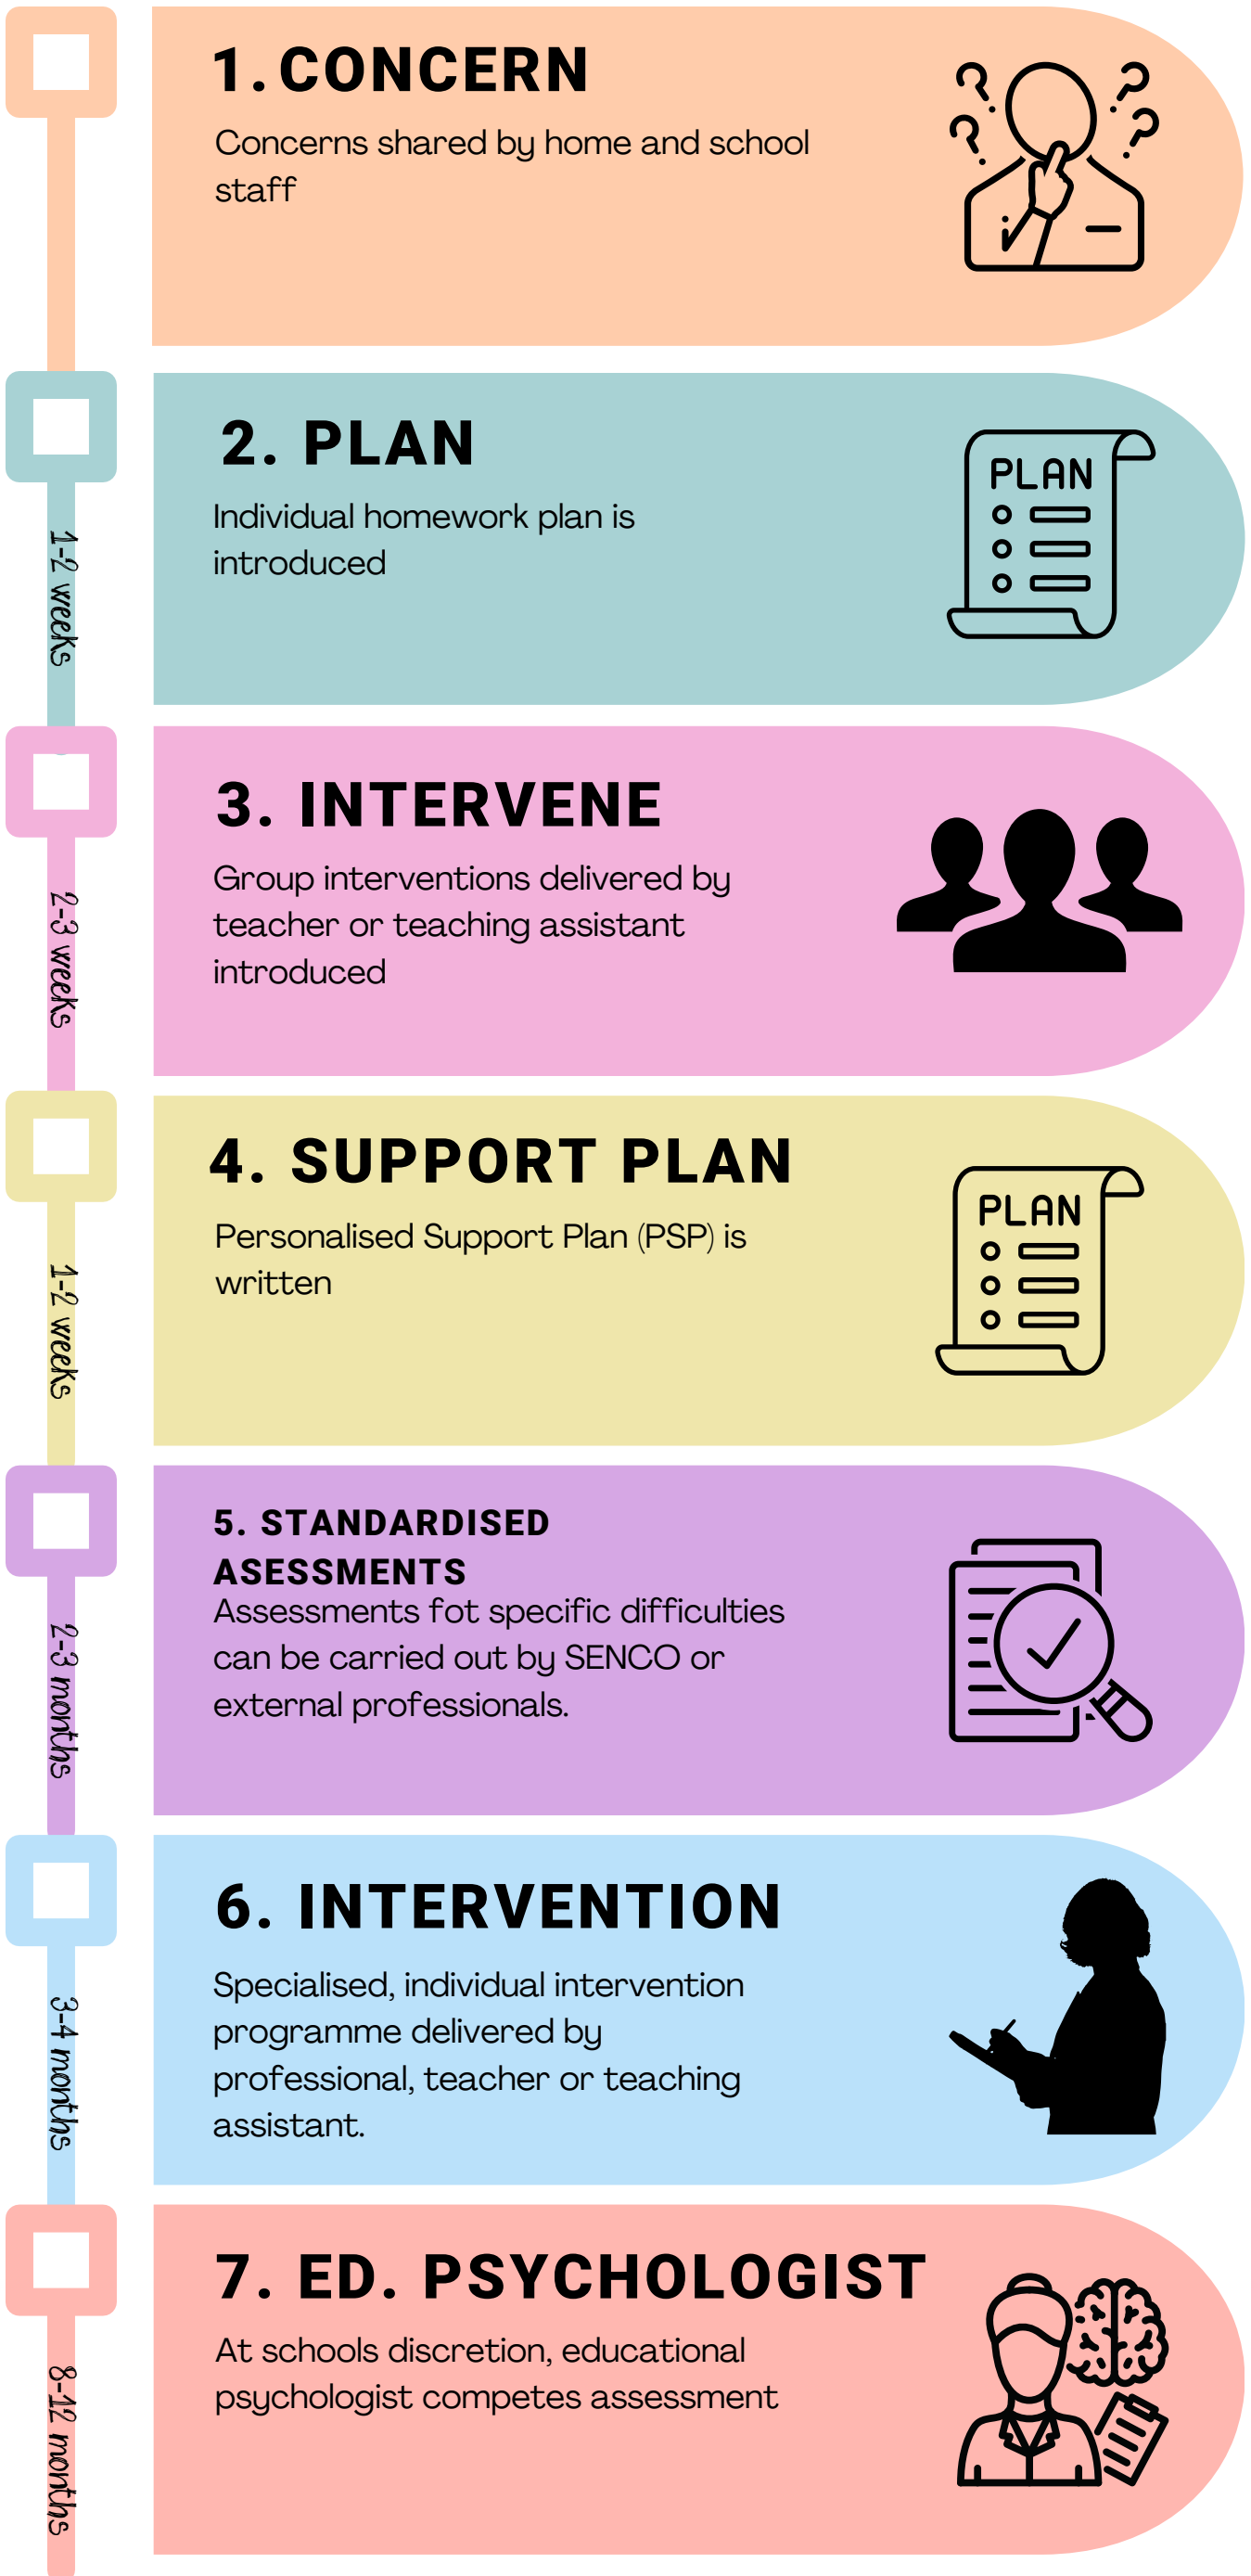 1. CONCERN
Concerns shared by home and school
staff
2. PLAN
Individual homework plan is
introduced
PLAN
1-2 weeks
3. INTERVENE
Group interventions delivered by
teacher or teaching assistant
introduced
2-3 weeks
4. SUPPORT PLAN
Personalised Support Plan (PSP) is
written
PLAN
1-2 weeks
5. STANDARDISED
ASESSMENTS
Assessments fot specific difficulties
can be carried out by SENCO or
external professionals.
2-3 months
6. INTERVENTION
Specialised, individual intervention
programme delivered by
professional, teacher or teaching
assistant.
3-4 months
7. ED. PSYCHOLOGIST
At schools discretion, educational
psychologist competes assessment
8-12 months